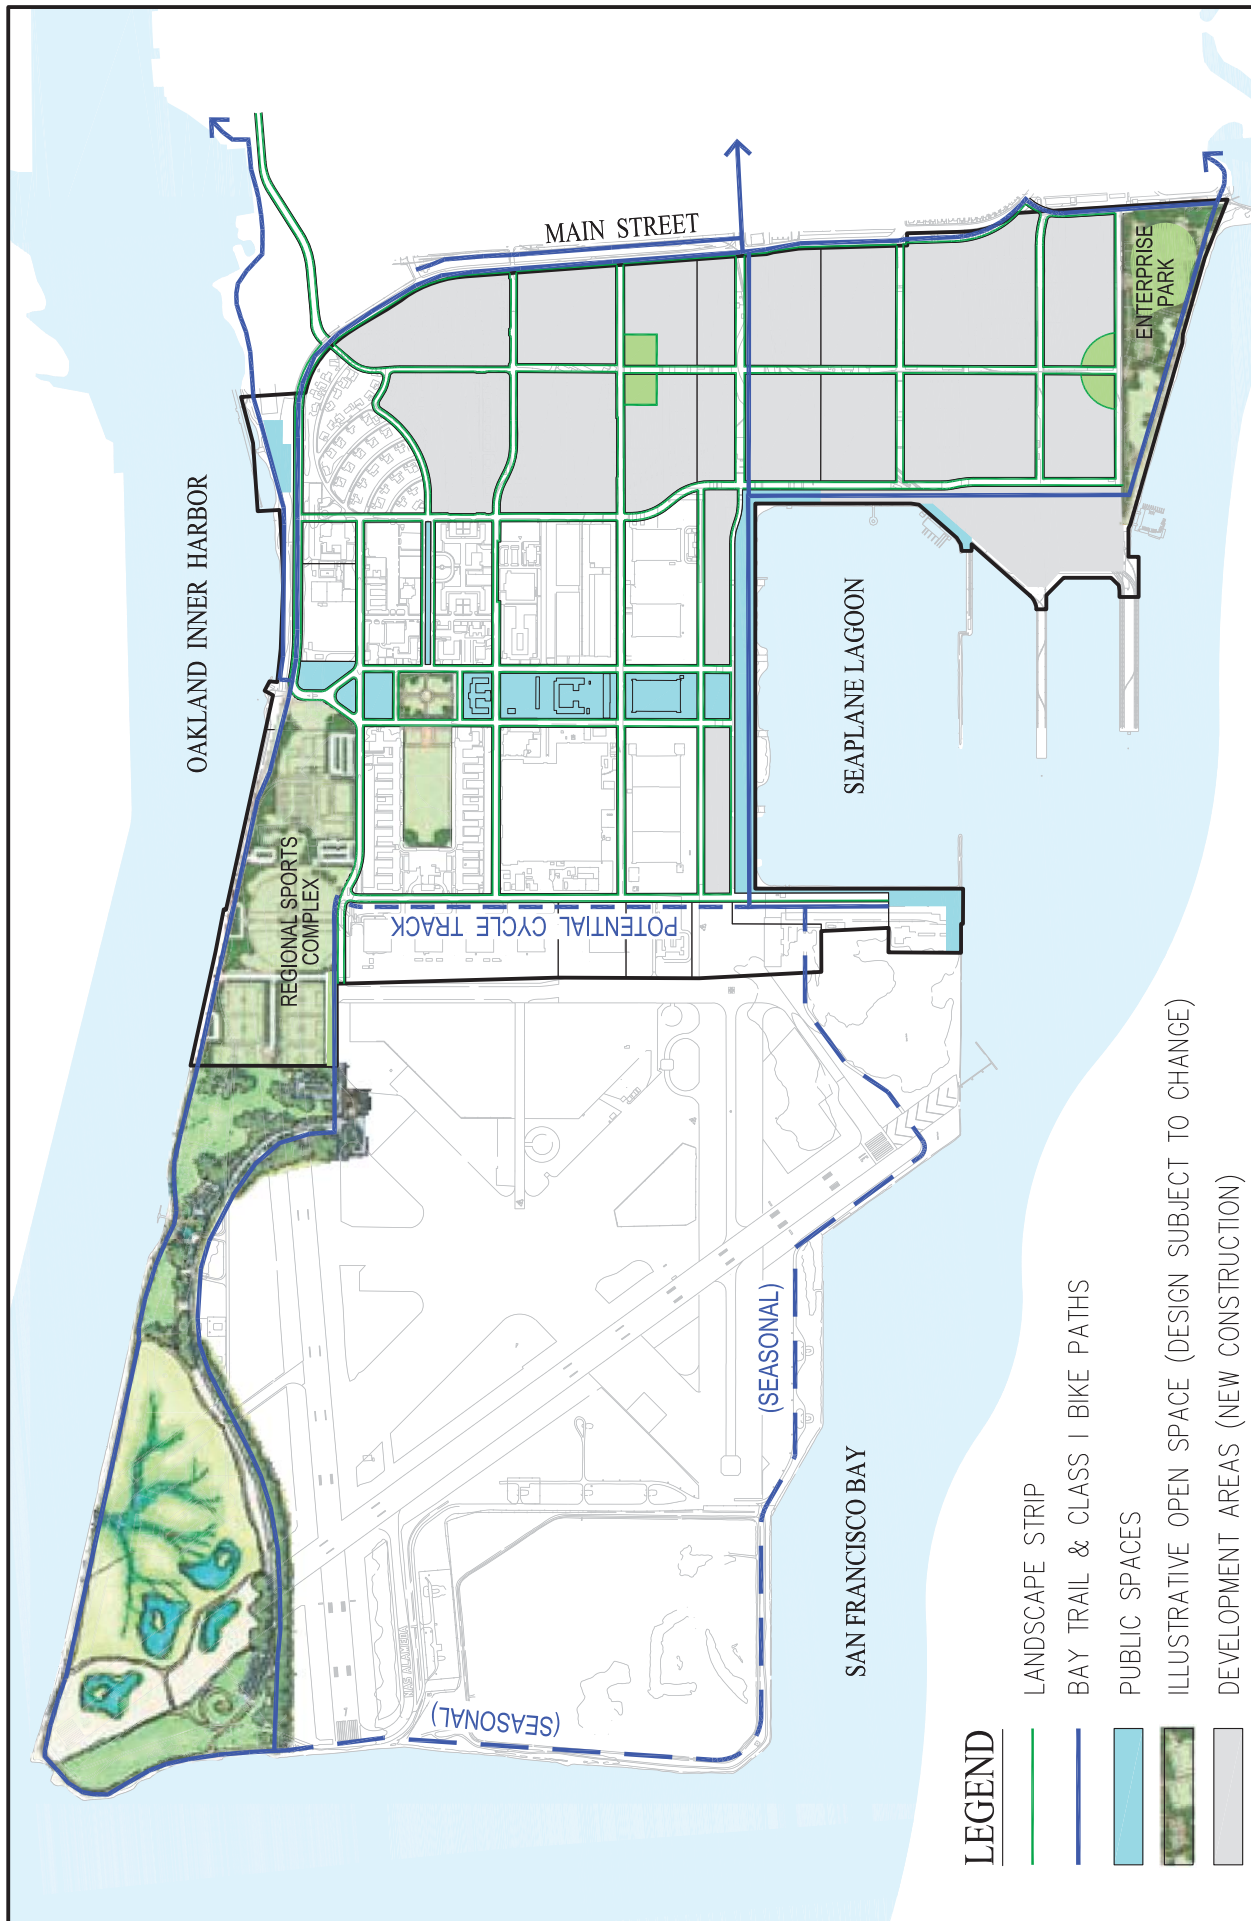 OAKLAND INNER HARBOR
MAIN STREET
ENTERPRISE
PARK
SEAPLANE LAGOON
REGIONAL SPORTS
COMPLEX
POTENTIAL CYCLE TRACK
(SEASONAL)
(SEASONAL)
NAS ALAMEDA
SAN FRANCISCO BAY
LEGEND
LANDSCAPE STRIP
BAY TRAIL & CLASS I BIKE PATHS
PUBLIC SPACES
ILLUSTRATIVE OPEN SPACE (DESIGN SUBJECT TO CHANGE)
DEVELOPMENT AREAS (NEW CONSTRUCTION)